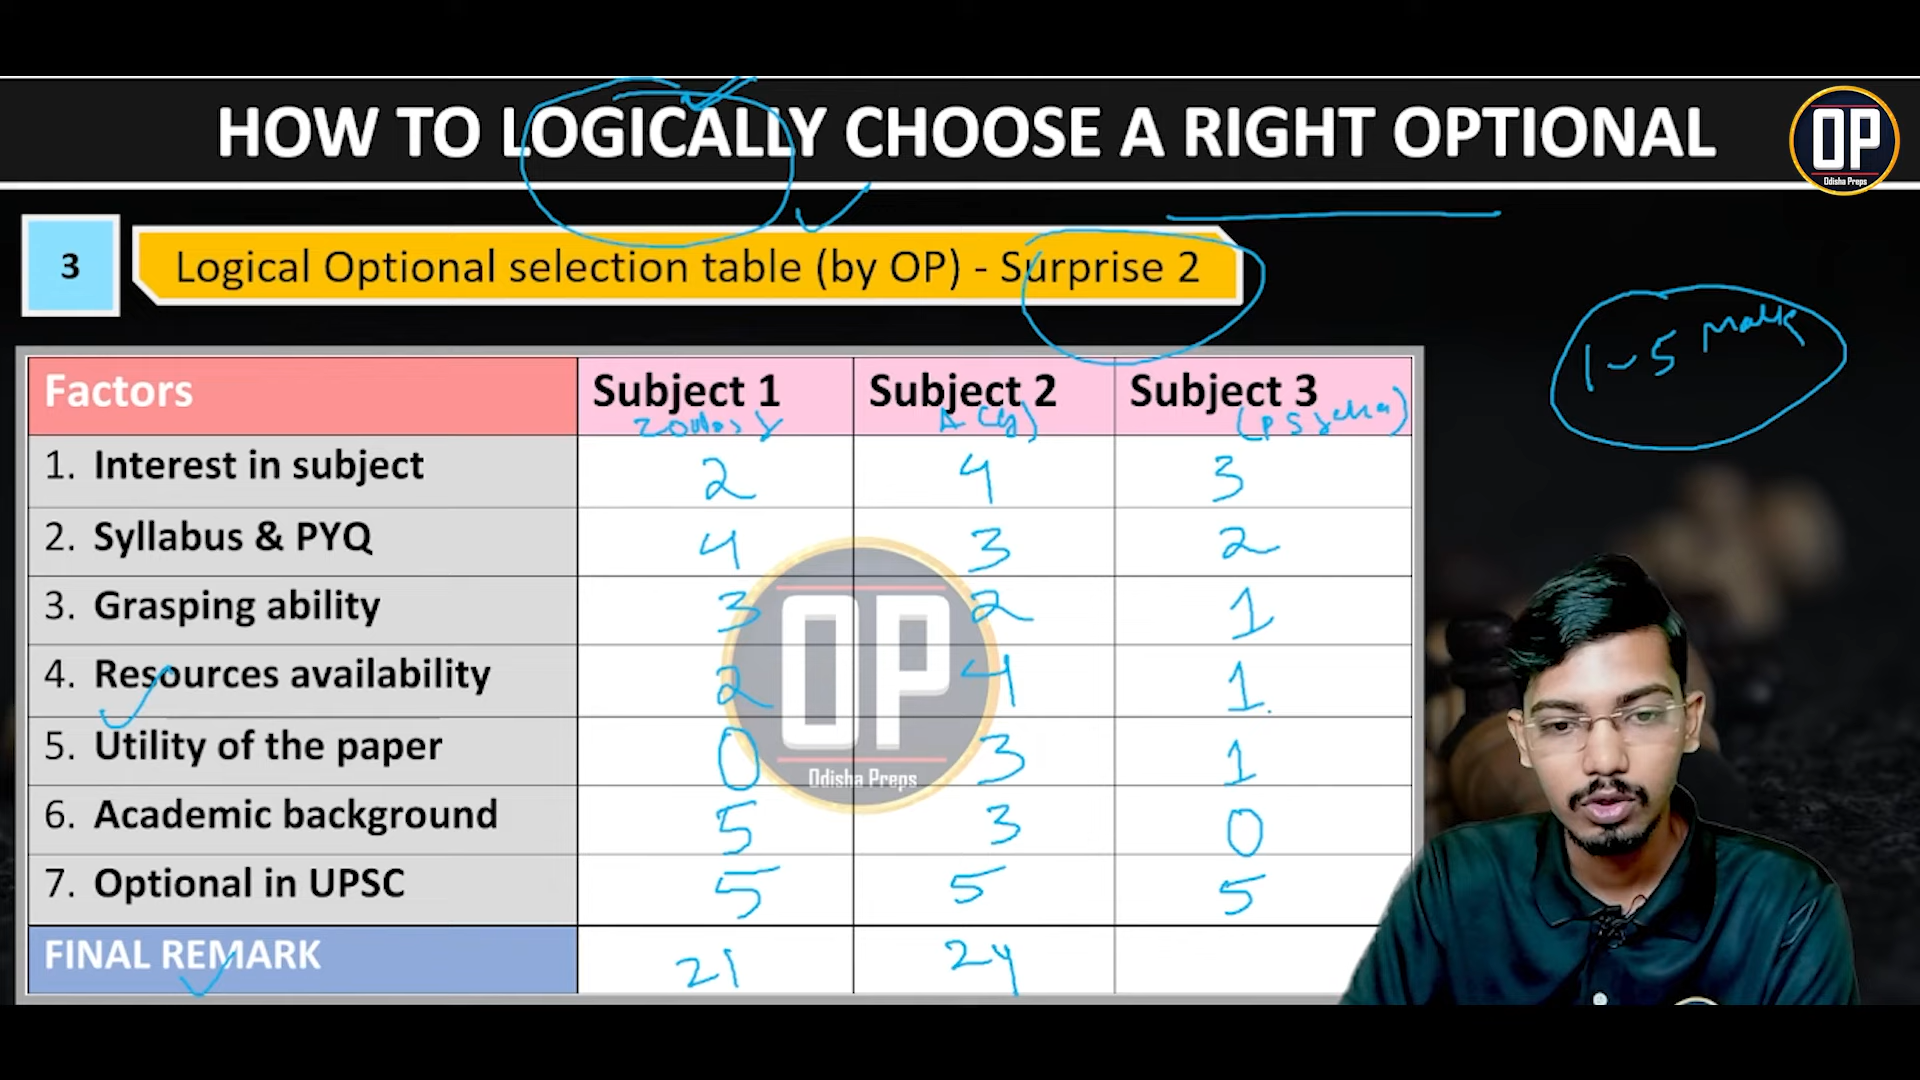 HOW TO LOGICALLY CHOOSE A RIGHT OPTIONAL
OP
Odisha Preps
3
Logical Optional selection table (by OP) - Surprise 2
1-5 Marks
Factors Subject 1 Subject 2 Subject 3
1. Interest in subject 2 4 3
2. Syllabus & PYQ 4 3 2
3. Grasping ability 3 2 1
4. Resources availability 2 4 1
5. Utility of the paper 0 3 1
6. Academic background 5 3 0
7. Optional in UPSC 5 5 5
FINAL REMARK 21 24
OP
Odisha Preps